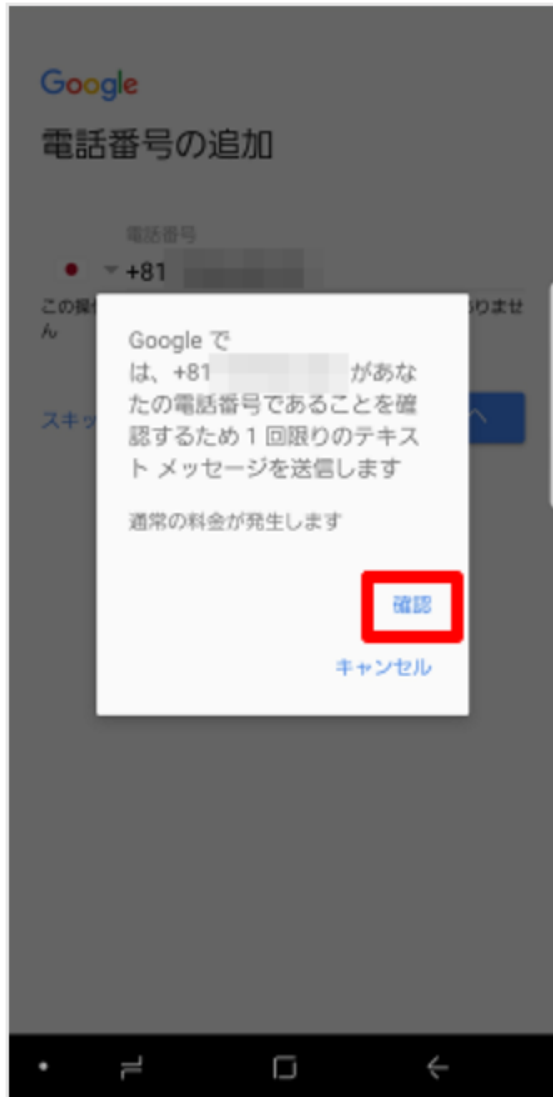 Google
電話番号の追加
電話番号
+81
この操
りませ
ん
Google で
は、+81 があな
たの電話番号であることを確
認するため 1 回限りのテキス
ト メッセージを送信します
スキッ
へ
通常の料金が発生します
確認
キャンセル